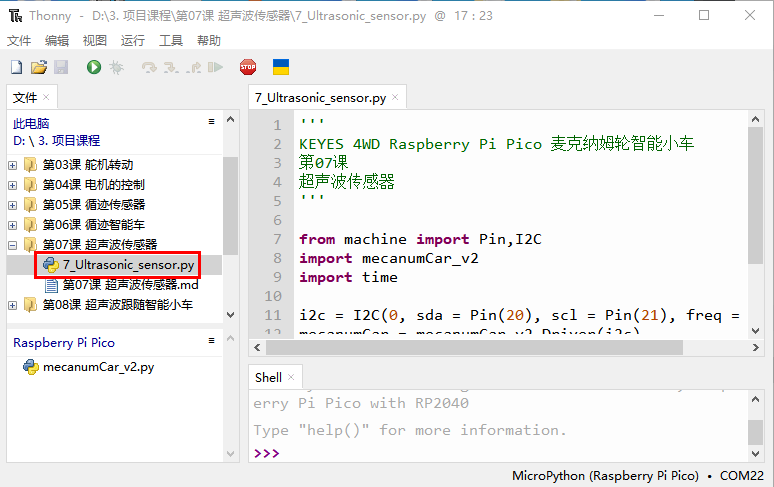 Thonny - D:\3. 项目课程\第07课 超声波传感器\7_Ultrasonic_sensor.py @ 17 : 23
文件 编辑 视图 运行 工具 帮助
STOP
文件 ×
此电脑
D: \ 3. 项目课程
第03课 舵机转动
第04课 电机的控制
第05课 循迹传感器
第06课 循迹智能车
第07课 超声波传感器
7_Ultrasonic_sensor.py
第07课 超声波传感器.md
第08课 超声波跟随智能小车
Raspberry Pi Pico
mecanumCar_v2.py
7_Ultrasonic_sensor.py ×
1 '''
2 KEYES 4WD Raspberry Pi Pico 麦克纳姆轮智能小车
3 第07课
4 超声波传感器
5 '''
6
7 from machine import Pin,I2C
8 import mecanumCar_v2
9 import time
10
11 i2c = I2C(0, sda = Pin(20), scl = Pin(21), freq =
12 mecanumCar = mecanumCar_v2.Driver(i2c)
Shell ×
erry Pi Pico with RP2040
Type "help()" for more information.
>>>
MicroPython (Raspberry Pi Pico) • COM22